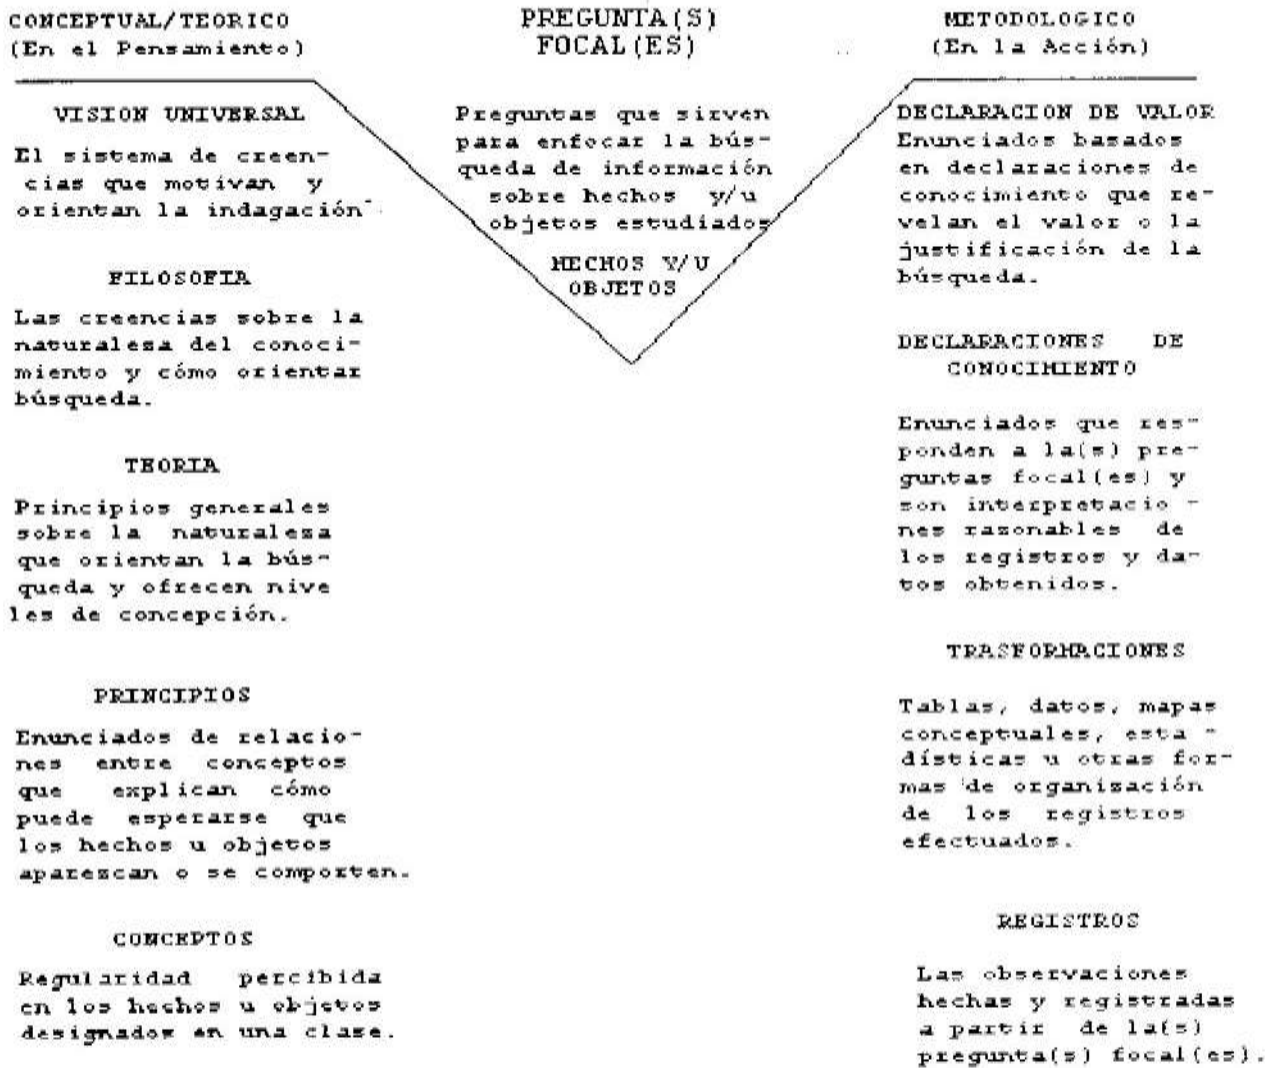 CONCEPTUAL/TEORICO
(En el Pensamiento)
VISION UNIVERSAL
El sistema de creen-
cias que motivan y
orientan la indagación
FILOSOFIA
Las creencias sobre la
naturalesa del conoci-
miento y cómo orientar
búsqueda.
TEORIA
Principios generales
sobre la naturalesa
que orientan la bús-
queda y ofrecen nive
les de concepción.
PRINCIPIOS
Enunciados de relacio-
nes entre conceptos
que explican cómo
puede esperarse que
los hechos u objetos
aparescan o se comporten.
CONCEPTOS
Regularidad percibida
en los hechos u objetos
designados en una clase.
PREGUNTA(S)
FOCAL(ES)
Preguntas que sirven
para enfocar la bús-
queda de información
sobre hechos y/u
objetos estudiados
HECHOS Y/U
OBJETOS
METODOLOGICO
(En la Acción)
DECLARACION DE VALOR
Enunciados basados
en declaraciones de
conocimiento que re-
velan el valor o la
justificación de la
búsqueda.
DECLARACIONES DE
CONOCIMIENTO
Enunciados que res-
ponden a la(s) pre-
guntas focal(es) y
son interpretacio -
nes rasonables de
los registros y da-
tos obtenidos.
TRASFORMACIONES
Tablas, datos, mapas
conceptuales, esta -
dísticas u otras for-
mas de organisación
de los registros
efectuados.
REGISTROS
Las observaciones
hechas y registradas
a partir de la(s)
pregunta(s) focal(es).